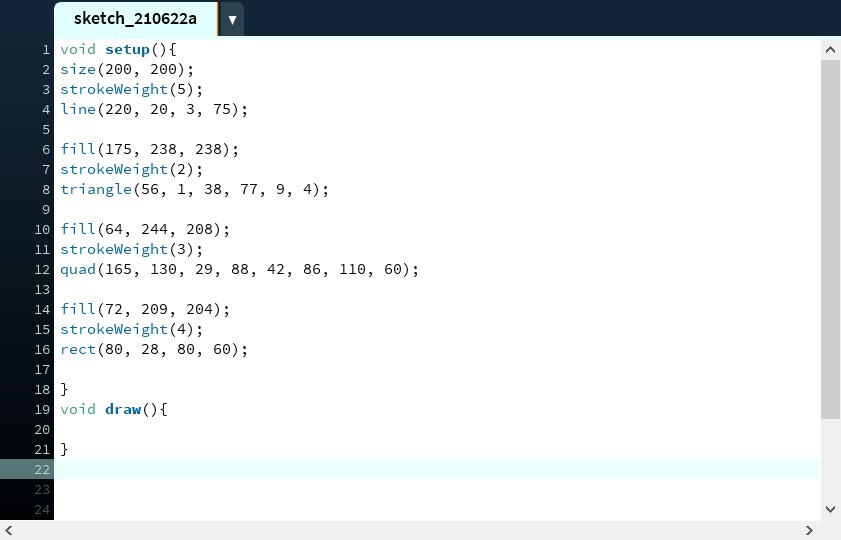 sketch_210622a ▼
1 void setup(){
2 size(200, 200);
3 strokeWeight(5);
4 line(220, 20, 3, 75);
5
6 fill(175, 238, 238);
7 strokeWeight(2);
8 triangle(56, 1, 38, 77, 9, 4);
9
10 fill(64, 244, 208);
11 strokeWeight(3);
12 quad(165, 130, 29, 88, 42, 86, 110, 60);
13
14 fill(72, 209, 204);
15 strokeWeight(4);
16 rect(80, 28, 80, 60);
17
18 }
19 void draw(){
20
21 }
22
23
24